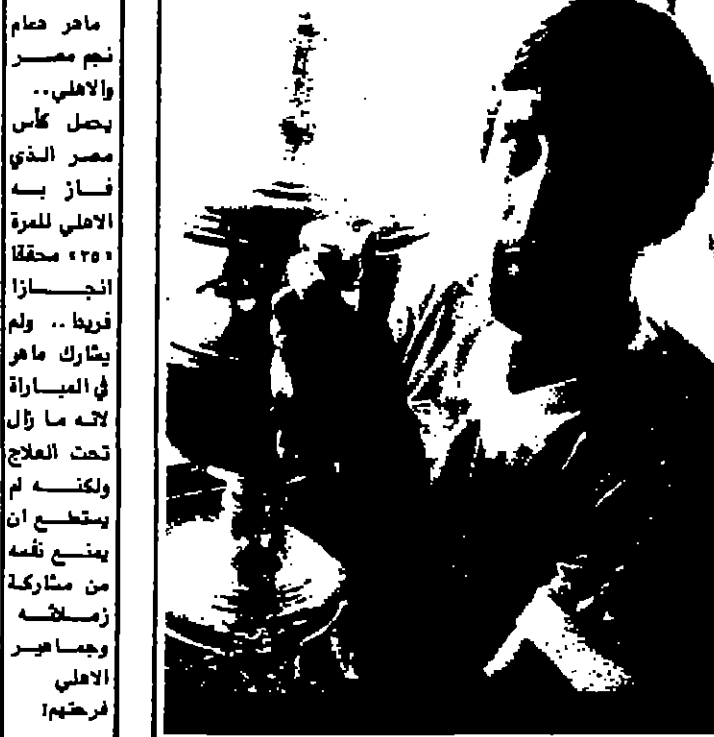 ماهر همام
نجم مصر
والاهلي..
يحمل كأس
مصر الذي
فاز به
الاهلي للمرة
«٢٥» محققا
انجازا
فريدا.. ولم
يشارك ماهر
في المباراة
لانه ما زال
تحت العلاج
ولكنه لم
يستطع ان
يمنع نفسه
من مشاركة
زملائه
وجماهير
الاهلي
فرحتهم!